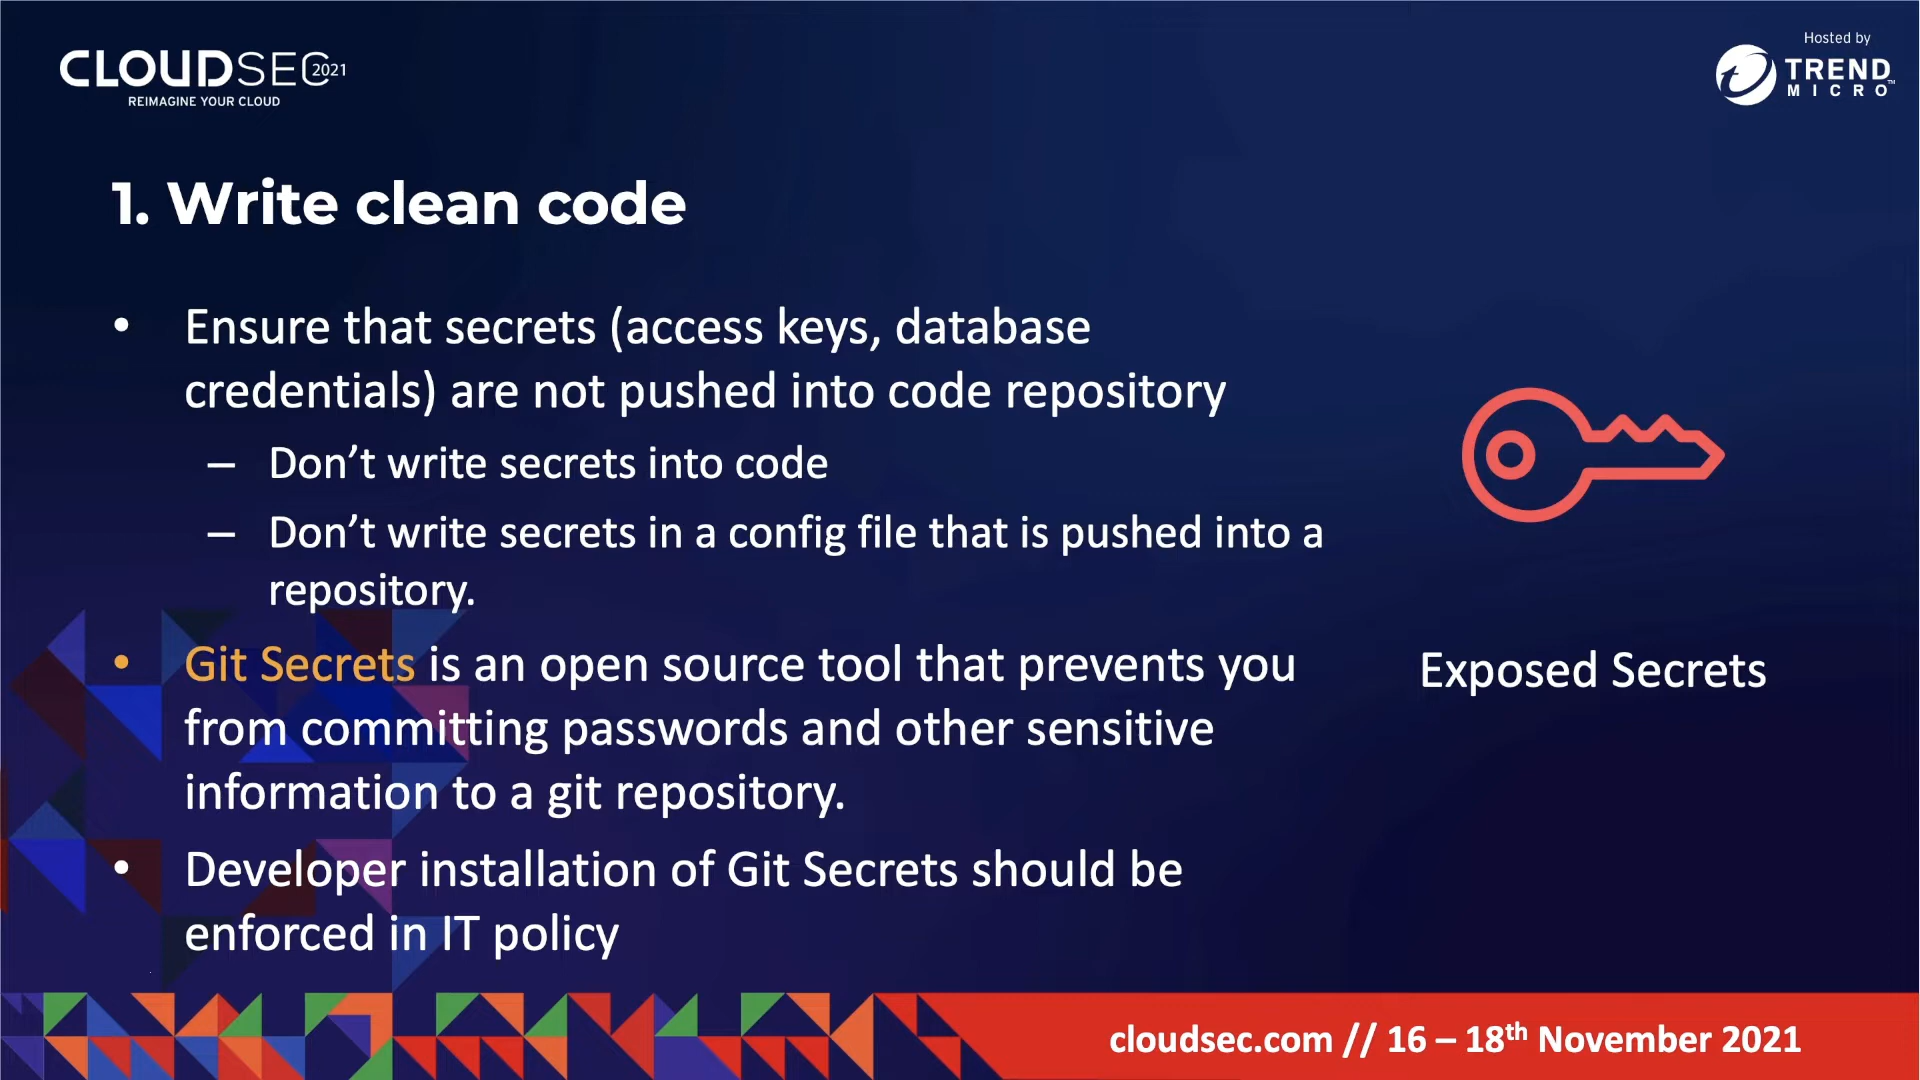 CLOUDSEC 2021
REIMAGINE YOUR CLOUD
Hosted by
TREND
MICRO™
1. Write clean code
• Ensure that secrets (access keys, database
credentials) are not pushed into code repository
– Don’t write secrets into code
– Don’t write secrets in a config file that is pushed into a
repository.
• Git Secrets is an open source tool that prevents you
from committing passwords and other sensitive
information to a git repository.
• Developer installation of Git Secrets should be
enforced in IT policy
Exposed Secrets
cloudsec.com // 16 – 18th November 2021